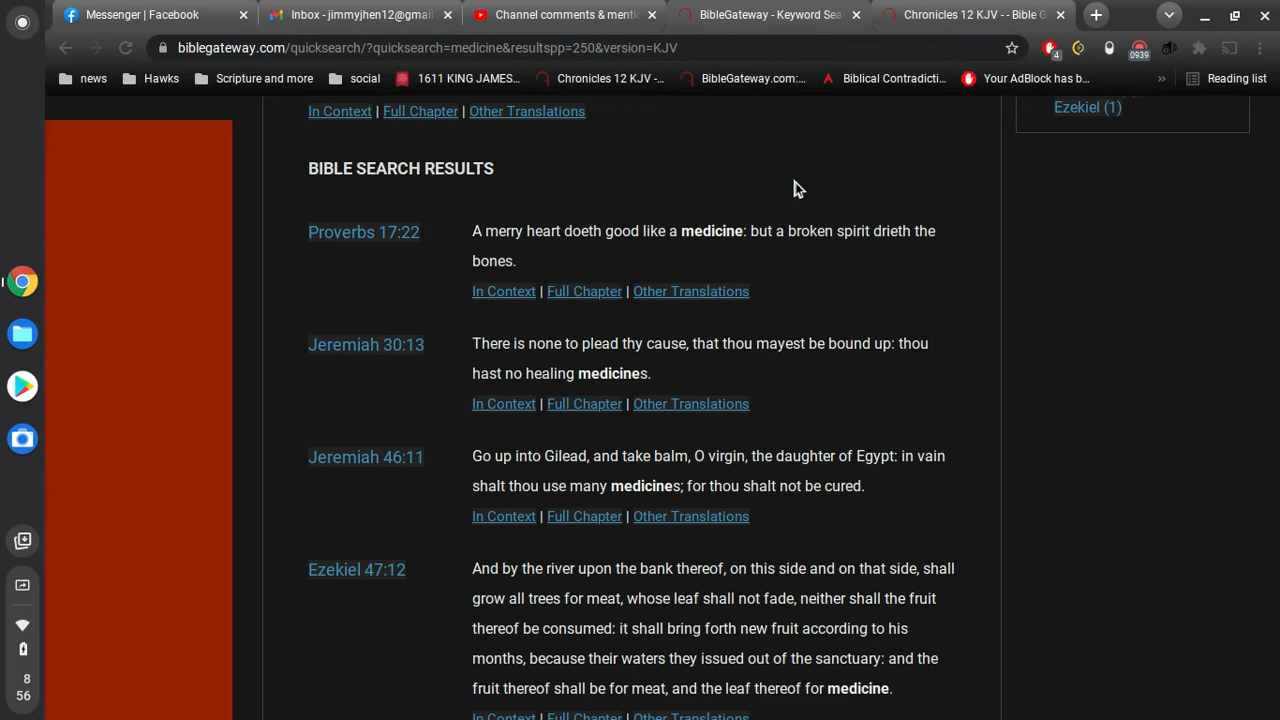 Messenger | Facebook
Inbox - jimmyjhen12@gmail
Channel comments & menti
BibleGateway - Keyword Sea
Chronicles 12 KJV - - Bible G
biblegateway.com/quicksearch/?quicksearch=medicine&resultspp=250&version=KJV
4
0939
news
Hawks
Scripture and more
social
1611 KING JAMES...
Chronicles 12 KJV -...
BibleGateway.com:...
Biblical Contradicti...
Your AdBlock has b...
»
Reading list
In Context | Full Chapter | Other Translations
Ezekiel (1)
BIBLE SEARCH RESULTS
Proverbs 17:22
A merry heart doeth good like a medicine: but a broken spirit drieth the
bones.
In Context | Full Chapter | Other Translations
Jeremiah 30:13
There is none to plead thy cause, that thou mayest be bound up: thou
hast no healing medicines.
In Context | Full Chapter | Other Translations
Jeremiah 46:11
Go up into Gilead, and take balm, O virgin, the daughter of Egypt: in vain
shalt thou use many medicines; for thou shalt not be cured.
In Context | Full Chapter | Other Translations
Ezekiel 47:12
And by the river upon the bank thereof, on this side and on that side, shall
grow all trees for meat, whose leaf shall not fade, neither shall the fruit
thereof be consumed: it shall bring forth new fruit according to his
months, because their waters they issued out of the sanctuary: and the
fruit thereof shall be for meat, and the leaf thereof for medicine.
In Context | Full Chapter | Other Translations
8
56